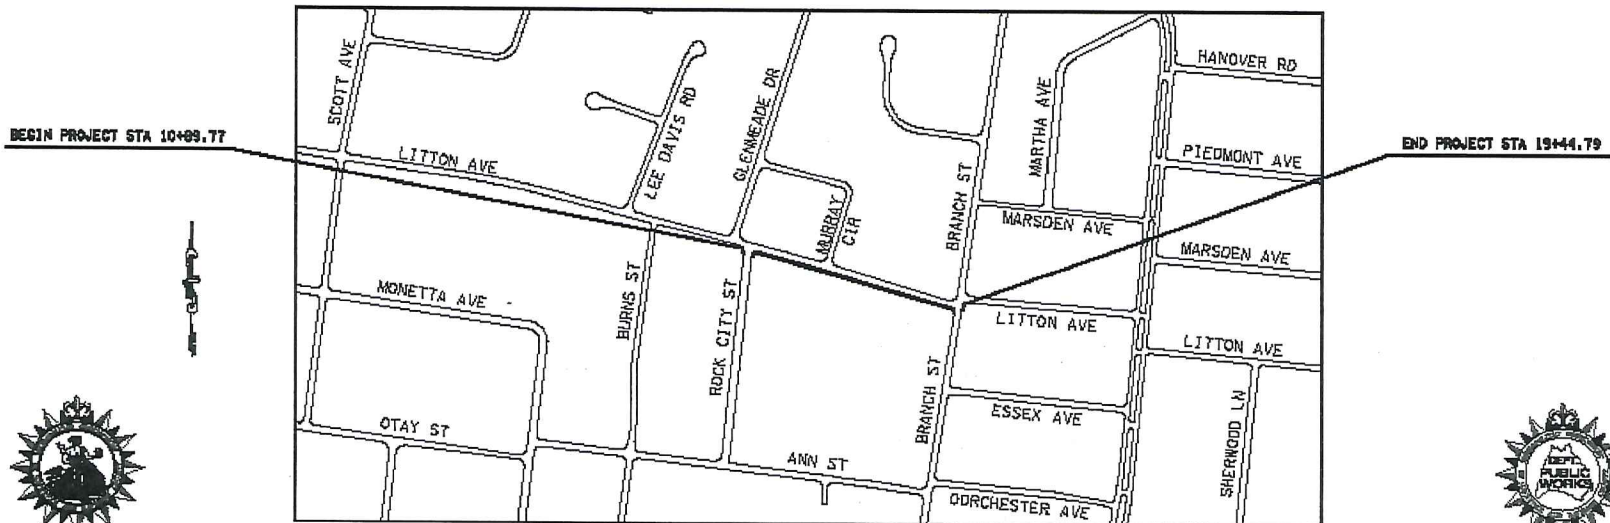 HANOVER RD
SCOTT AVE
LEE DAVIS RD
GLENMEADE DR
MARTHA AVE
BEGIN PROJECT STA 10+89.77
END PROJECT STA 19+44.79
LITTON AVE
PIEDMONT AVE
BRANCH ST
MURRAY
CIR
MARSDEN AVE
MARSDEN AVE
MONETTA AVE
BURNS ST
ROCK CITY ST
LITTON AVE
LITTON AVE
BRANCH ST
ESSEX AVE
OTAY ST
ANN ST
SHERWOOD LN
DORCHESTER AVE
DEPT.
PUBLIC
WORKS